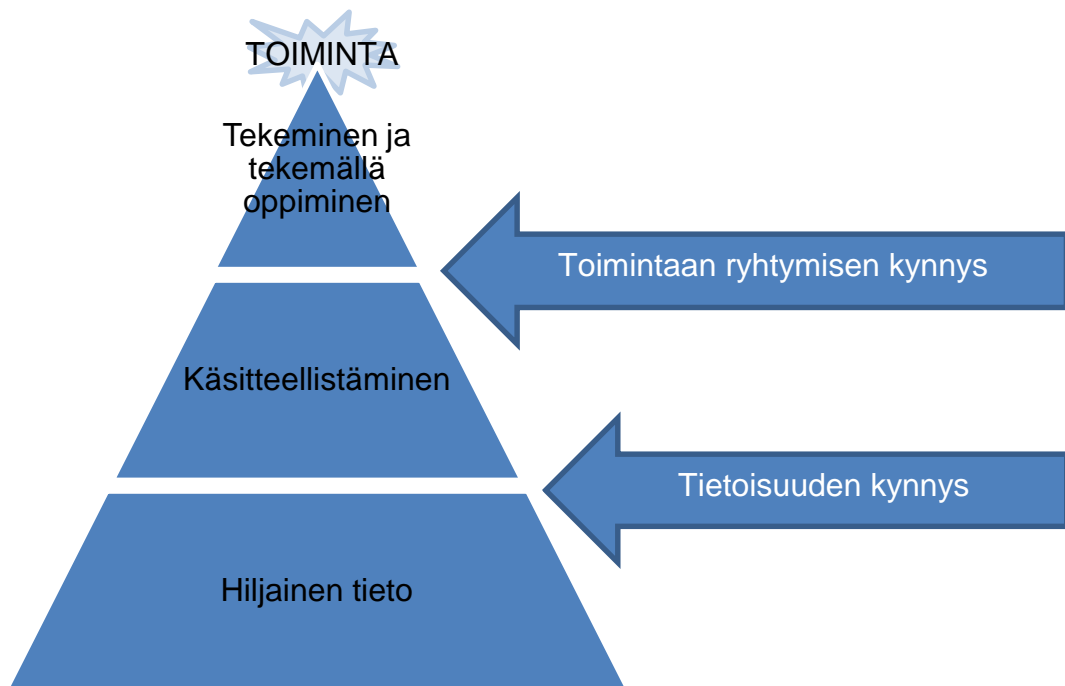 TOIMINTA
Tekeminen ja
tekemällä
oppiminen
Toimintaan ryhtymisen kynnys
Käsitteellistäminen
Tietoisuuden kynnys
Hiljainen tieto